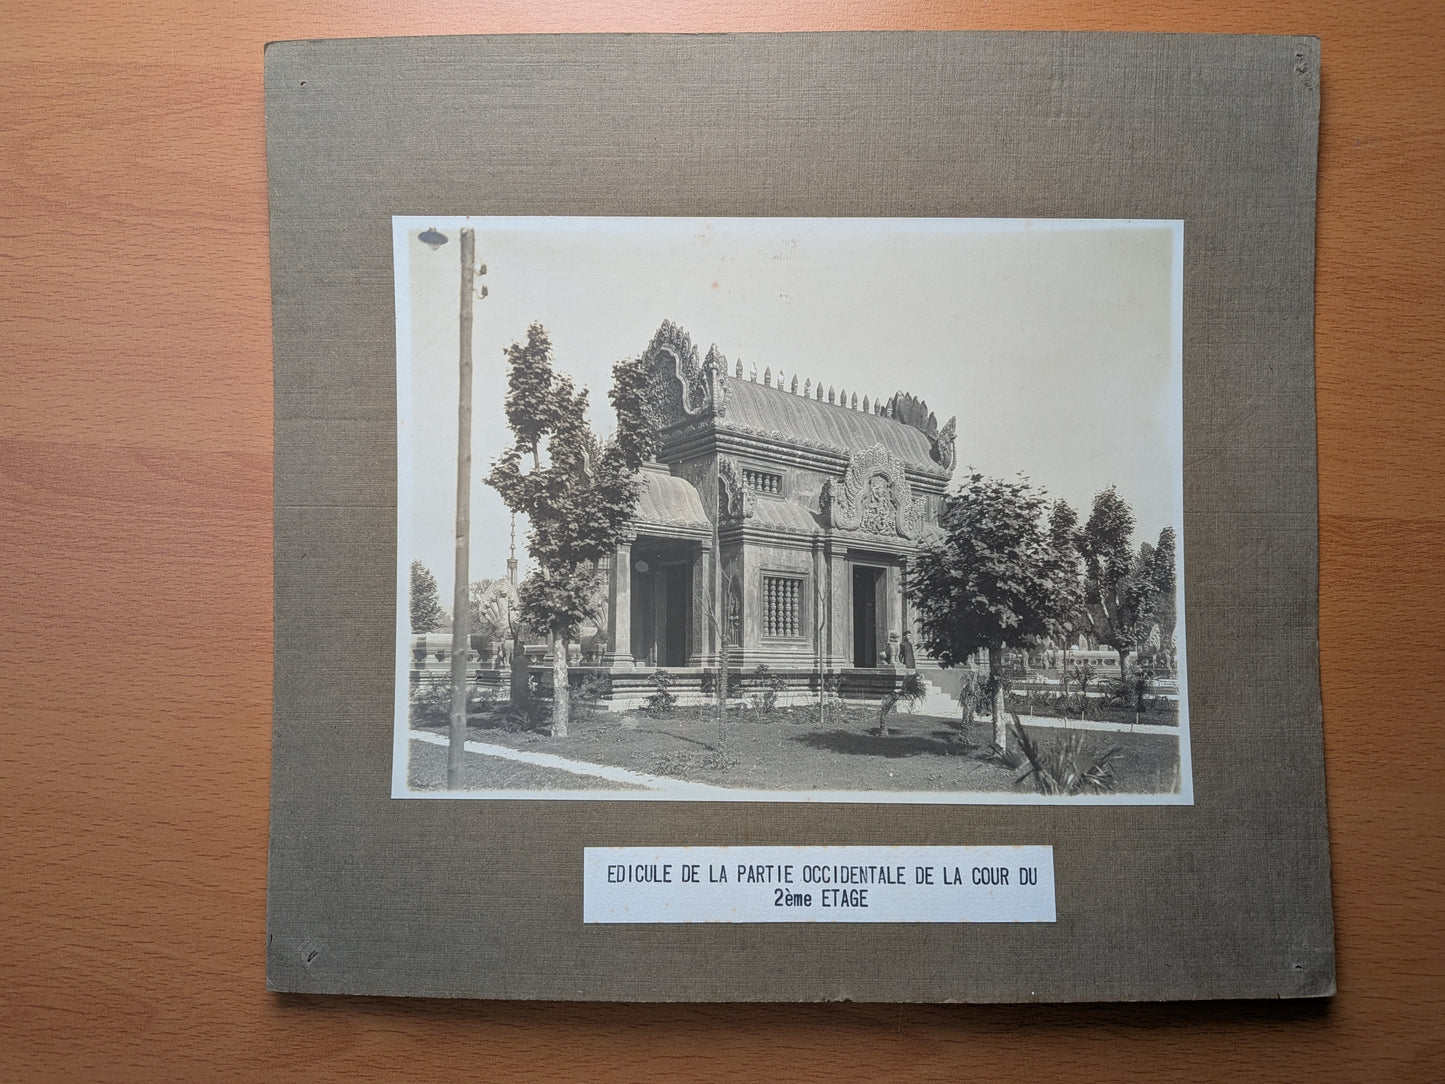 EDICULE DE LA PARTIE OCCIDENTALE DE LA COUR DU
2ème ETAGE